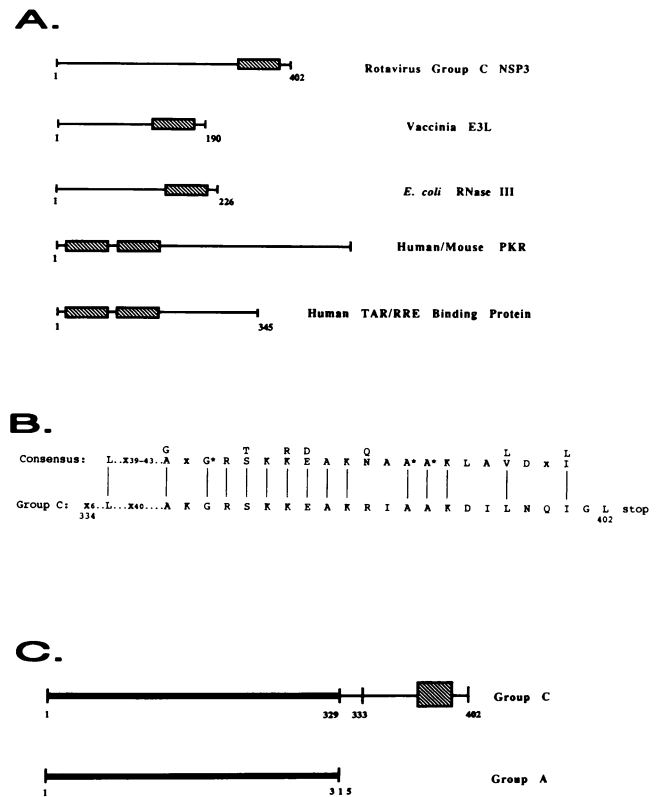 A.
1 402 Rotavirus Group C NSP3
1 190 Vaccinia E3L
1 226 E. coli RNase III
1 Human/Mouse PKR
1 345 Human TAR/RRE Binding Protein
B.
G T R D Q L L
Consensus: L..X39-43..A x G* R S K K E A K N A A* A* K L A V D x I
Group C: X6..L...X40....A K G R S K K E A K R I A A K D I L N Q I G L stop
334 402
C.
1 329 333 402 Group C
1 315 Group A